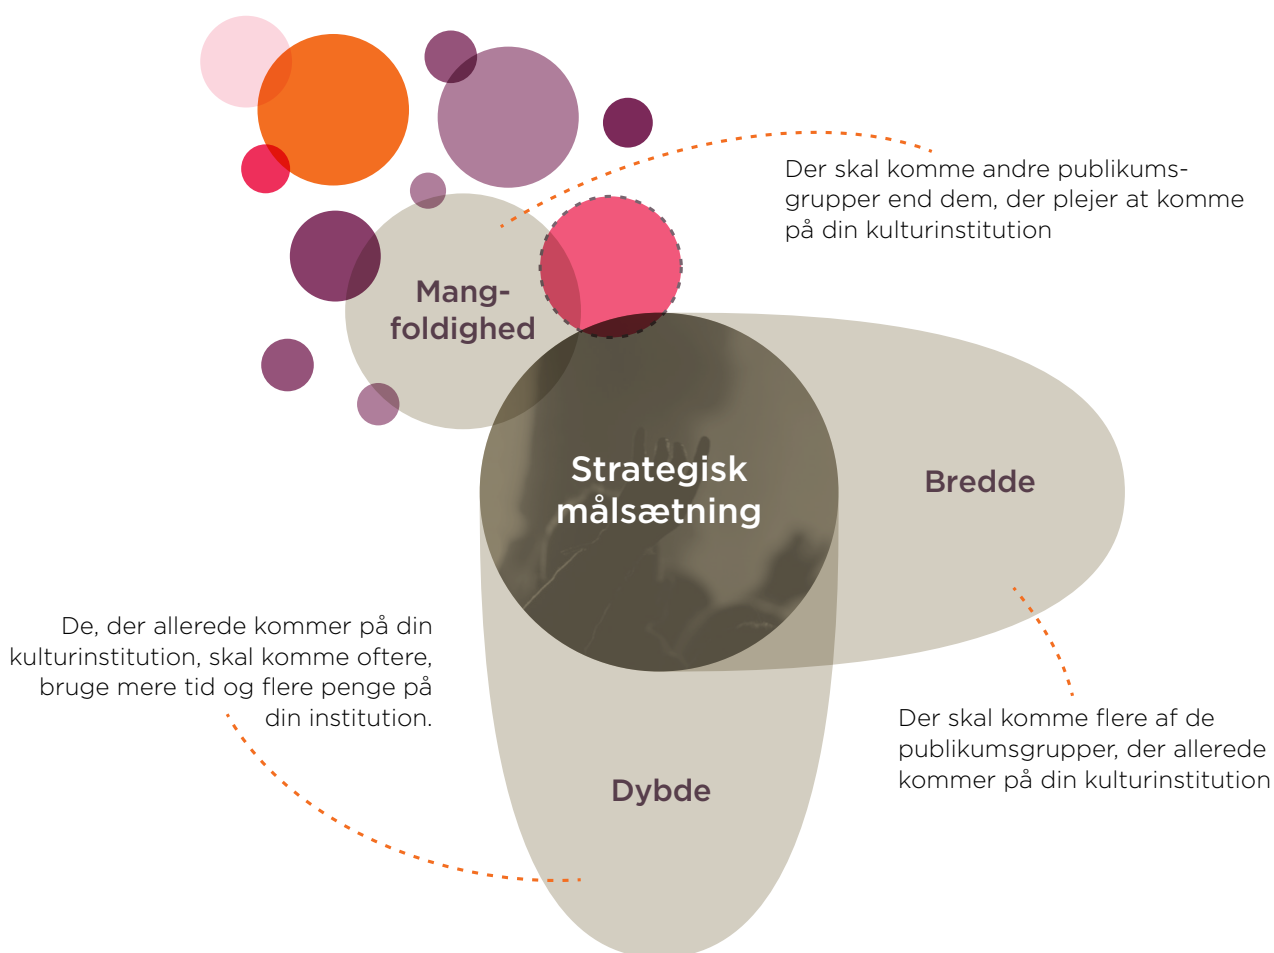 Der skal komme andre publikums-
grupper end dem, der plejer at komme
på din kulturinstitution
Mang-
foldighed
Strategisk
målsætning
Bredde
De, der allerede kommer på din
kulturinstitution, skal komme oftere,
bruge mere tid og flere penge på
din institution.
Der skal komme flere af de
publikumsgrupper, der allerede
kommer på din kulturinstitution
Dybde